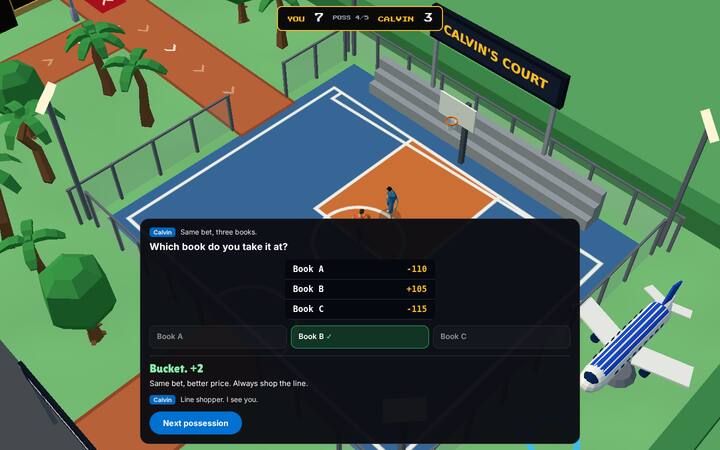 YOU 7 POSS 4/5 CALVIN 3
CALVIN'S COURT
Calvin Same bet, three books.
Which book do you take it at?
Book A -110
Book B +105
Book C -115
Book A Book B ✓ Book C
Bucket. +2
Same bet, better price. Always shop the line.
Calvin Line shopper. I see you.
Next possession